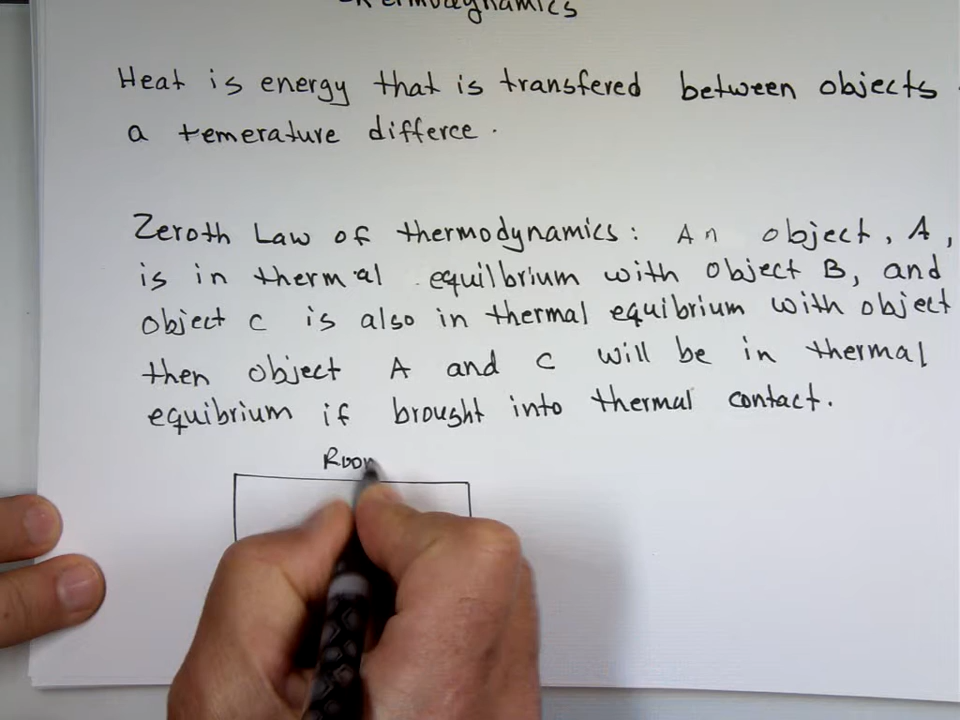 Thermodynamics
Heat is energy that is transfered between objects
a temerature differce.
Zeroth Law of thermodynamics: An object, A,
is in thermal equilbrium with object B, and
object C is also in thermal equibrium with object
then object A and C will be in thermal
equibrium if brought into thermal contact.
Room